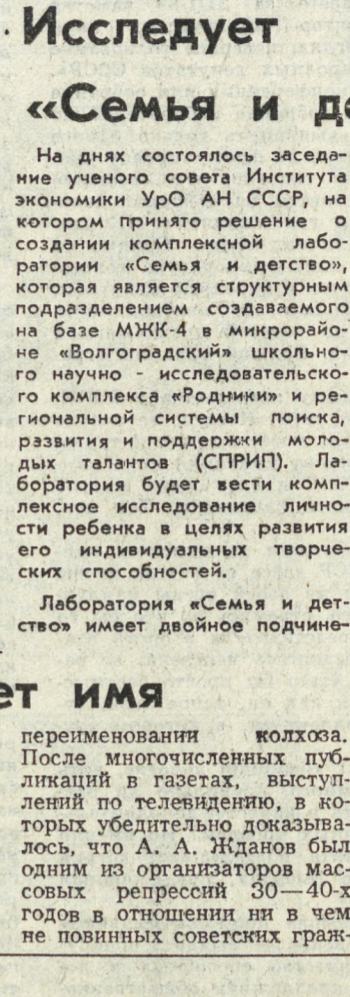 Исследует
«Семья и де
На днях состоялось заседа-
ние ученого совета Института
экономики УрО АН СССР, на
котором принято решение о
создании комплексной лабо-
ратории «Семья и детство»,
которая является структурным
подразделением создаваемого
на базе МЖК-4 в микрорайо-
не «Волгоградский» школьно-
го научно - исследовательско-
го комплекса «Родники» и ре-
гиональной системы поиска,
развития и поддержки моло-
дых талантов (СПРИП). Ла-
боратория будет вести комп-
лексное исследование лично-
сти ребенка в целях развития
его индивидуальных творче-
ских способностей.
Лаборатория «Семья и дет-
ство» имеет двойное подчине-
ет имя
переименовании колхоза.
После многочисленных пуб-
ликаций в газетах, выступ-
лений по телевидению, в ко-
торых убедительно доказыва-
лось, что А. А. Жданов был
одним из организаторов мас-
совых репрессий 30—40-х
годов в отношении ни в чем
не повинных советских граж-